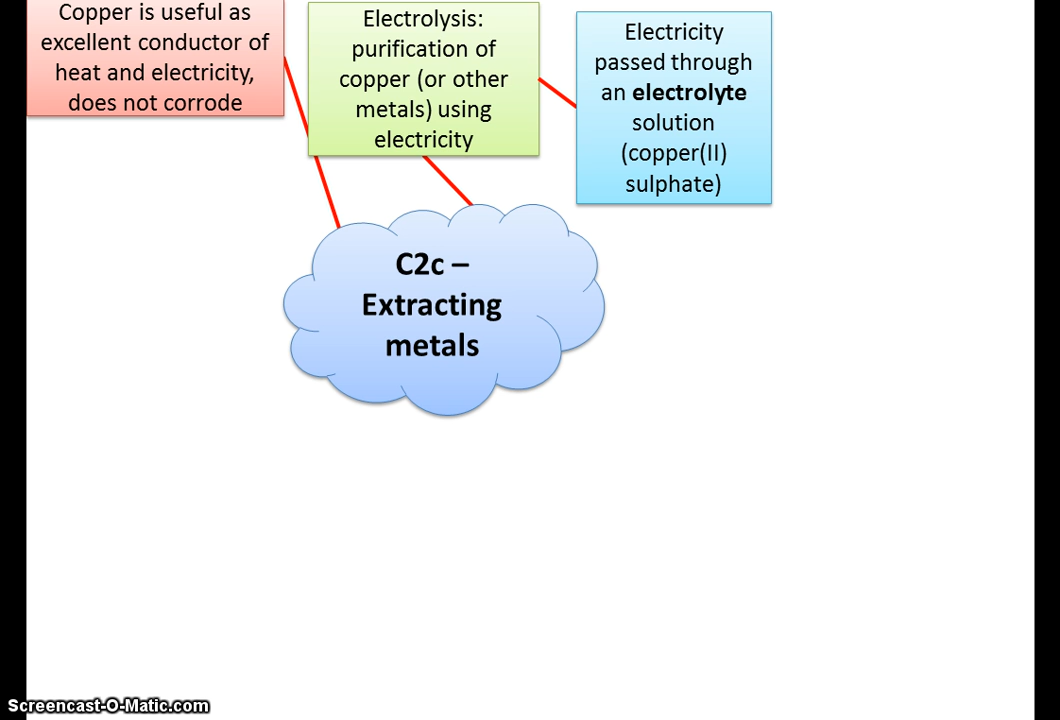 Copper is useful as
excellent conductor of
heat and electricity,
does not corrode
Electrolysis:
purification of
copper (or other
metals) using
electricity
Electricity
passed through
an electrolyte
solution
(copper(II)
sulphate)
C2c –
Extracting
metals
Screencast-O-Matic.com